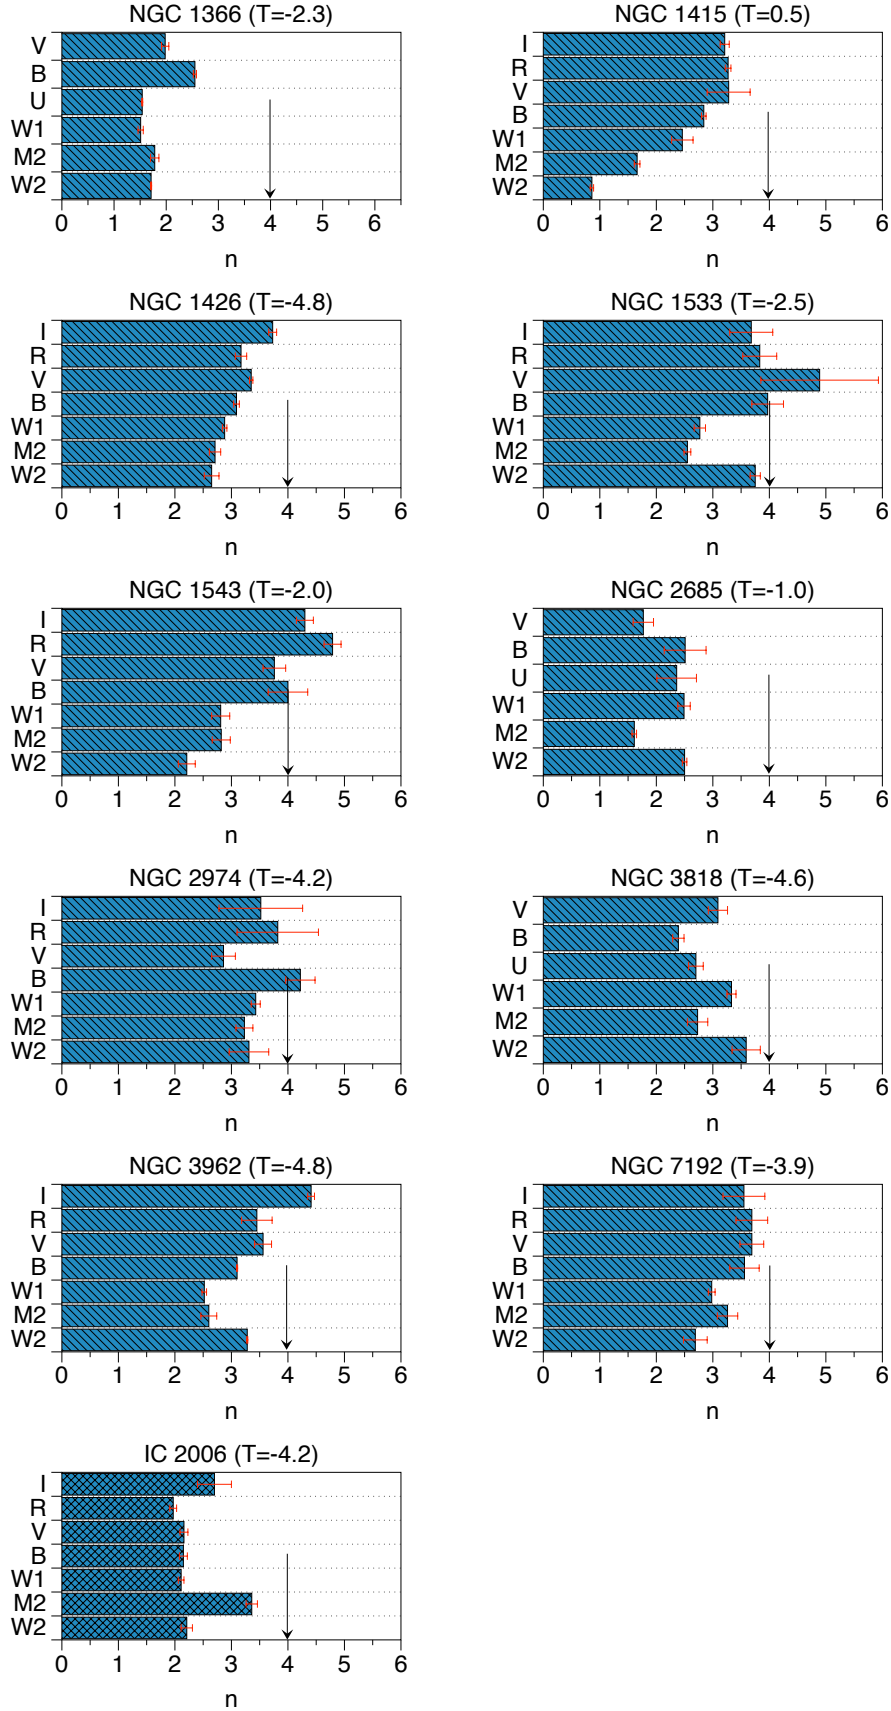 NGC 1366 (T=-2.3)
V
B
U
W1
M2
W2
0 1 2 3 4 5 6
n
NGC 1415 (T=0.5)
I
R
V
B
W1
M2
W2
0 1 2 3 4 5 6
n
NGC 1426 (T=-4.8)
I
R
V
B
W1
M2
W2
0 1 2 3 4 5 6
n
NGC 1533 (T=-2.5)
I
R
V
B
W1
M2
W2
0 1 2 3 4 5 6
n
NGC 1543 (T=-2.0)
I
R
V
B
W1
M2
W2
0 1 2 3 4 5 6
n
NGC 2685 (T=-1.0)
V
B
U
W1
M2
W2
0 1 2 3 4 5 6
n
NGC 2974 (T=-4.2)
I
R
V
B
W1
M2
W2
0 1 2 3 4 5 6
n
NGC 3818 (T=-4.6)
V
B
U
W1
M2
W2
0 1 2 3 4 5 6
n
NGC 3962 (T=-4.8)
I
R
V
B
W1
M2
W2
0 1 2 3 4 5 6
n
NGC 7192 (T=-3.9)
I
R
V
B
W1
M2
W2
0 1 2 3 4 5 6
n
IC 2006 (T=-4.2)
I
R
V
B
W1
M2
W2
0 1 2 3 4 5 6
n